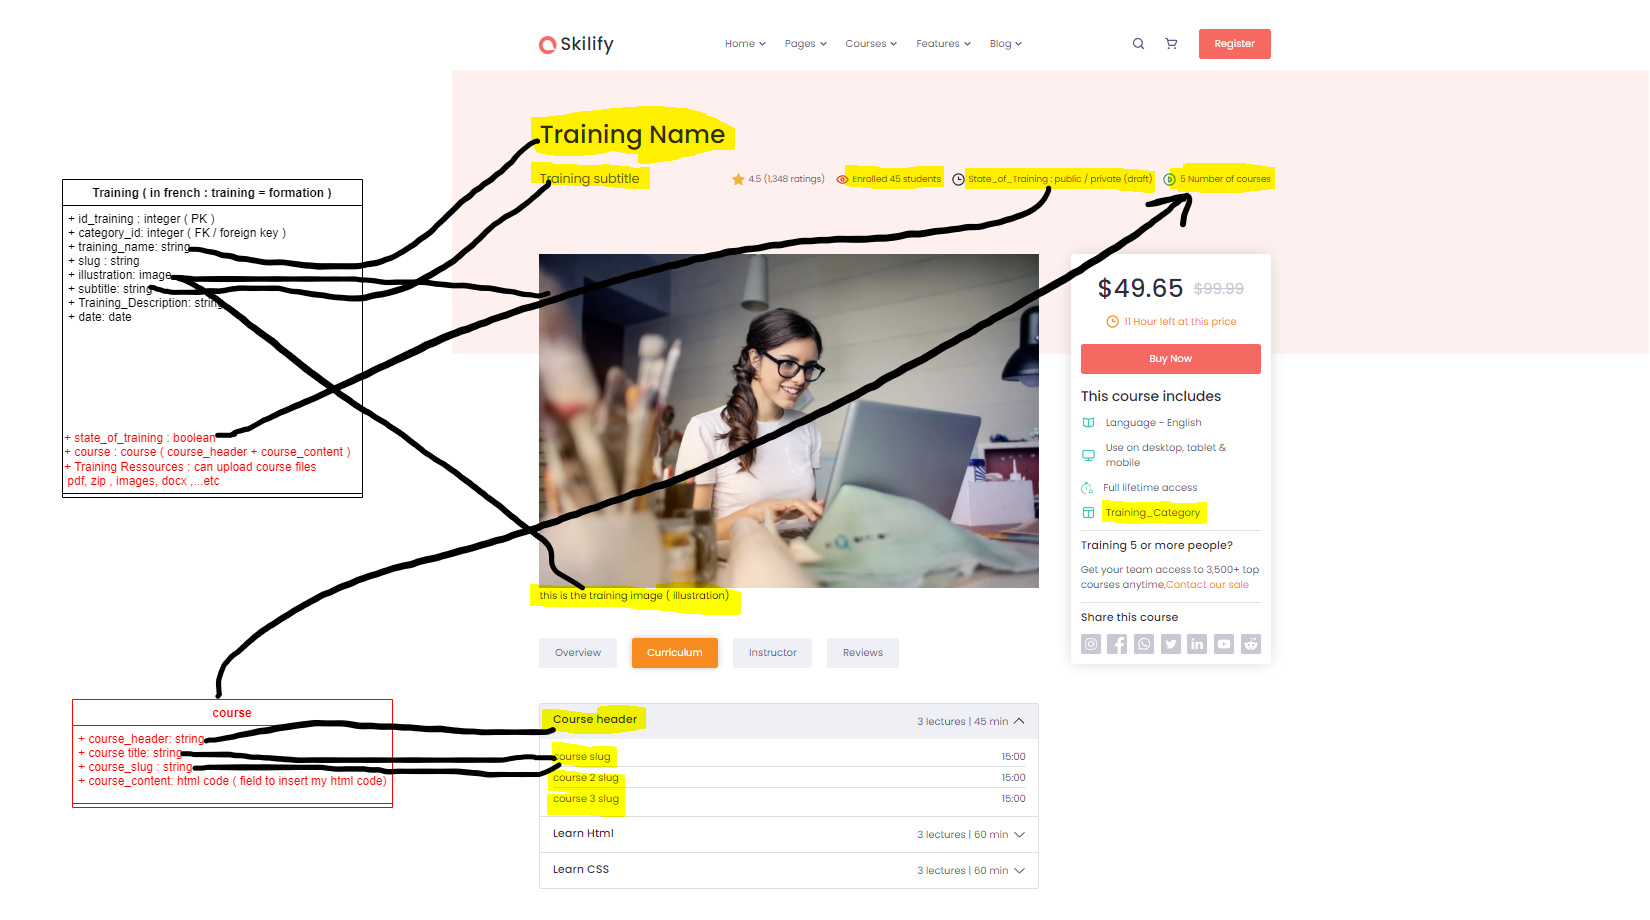 Skilify
Home Pages Courses Features Blog
Register
Training Name
Training subtitle
4.5 (1,348 ratings) Enrolled 45 students State_of_Training : public / private (draft) 5 Number of courses
Training ( in french : training = formation )
+ id_training : integer ( PK )
+ category_id: integer ( FK / foreign key )
+ training_name: string
+ slug : string
+ illustration: image
+ subtitle: string
+ Training_Description: string
+ date: date
+ state_of_training : boolean
+ course : course ( course_header + course_content )
+ Training Ressources : can upload course files
pdf, zip , images, docx ,...etc
$49.65 $99.99
11 Hour left at this price
Buy Now
This course includes
Language - English
Use on desktop, tablet &
mobile
Full lifetime access
Training_Category
Training 5 or more people?
Get your team access to 3,500+ top
courses anytime,Contact our sale
Share this course
this is the training image ( illustration)
Overview Curriculum Instructor Reviews
course
+ course_header: string
+ course title: string
+ course_slug : string
+ course_content: html code ( field to insert my html code)
Course header 3 lectures | 45 min
course slug 15:00
course 2 slug 15:00
course 3 slug 15:00
Learn Html 3 lectures | 60 min
Learn CSS 3 lectures | 60 min